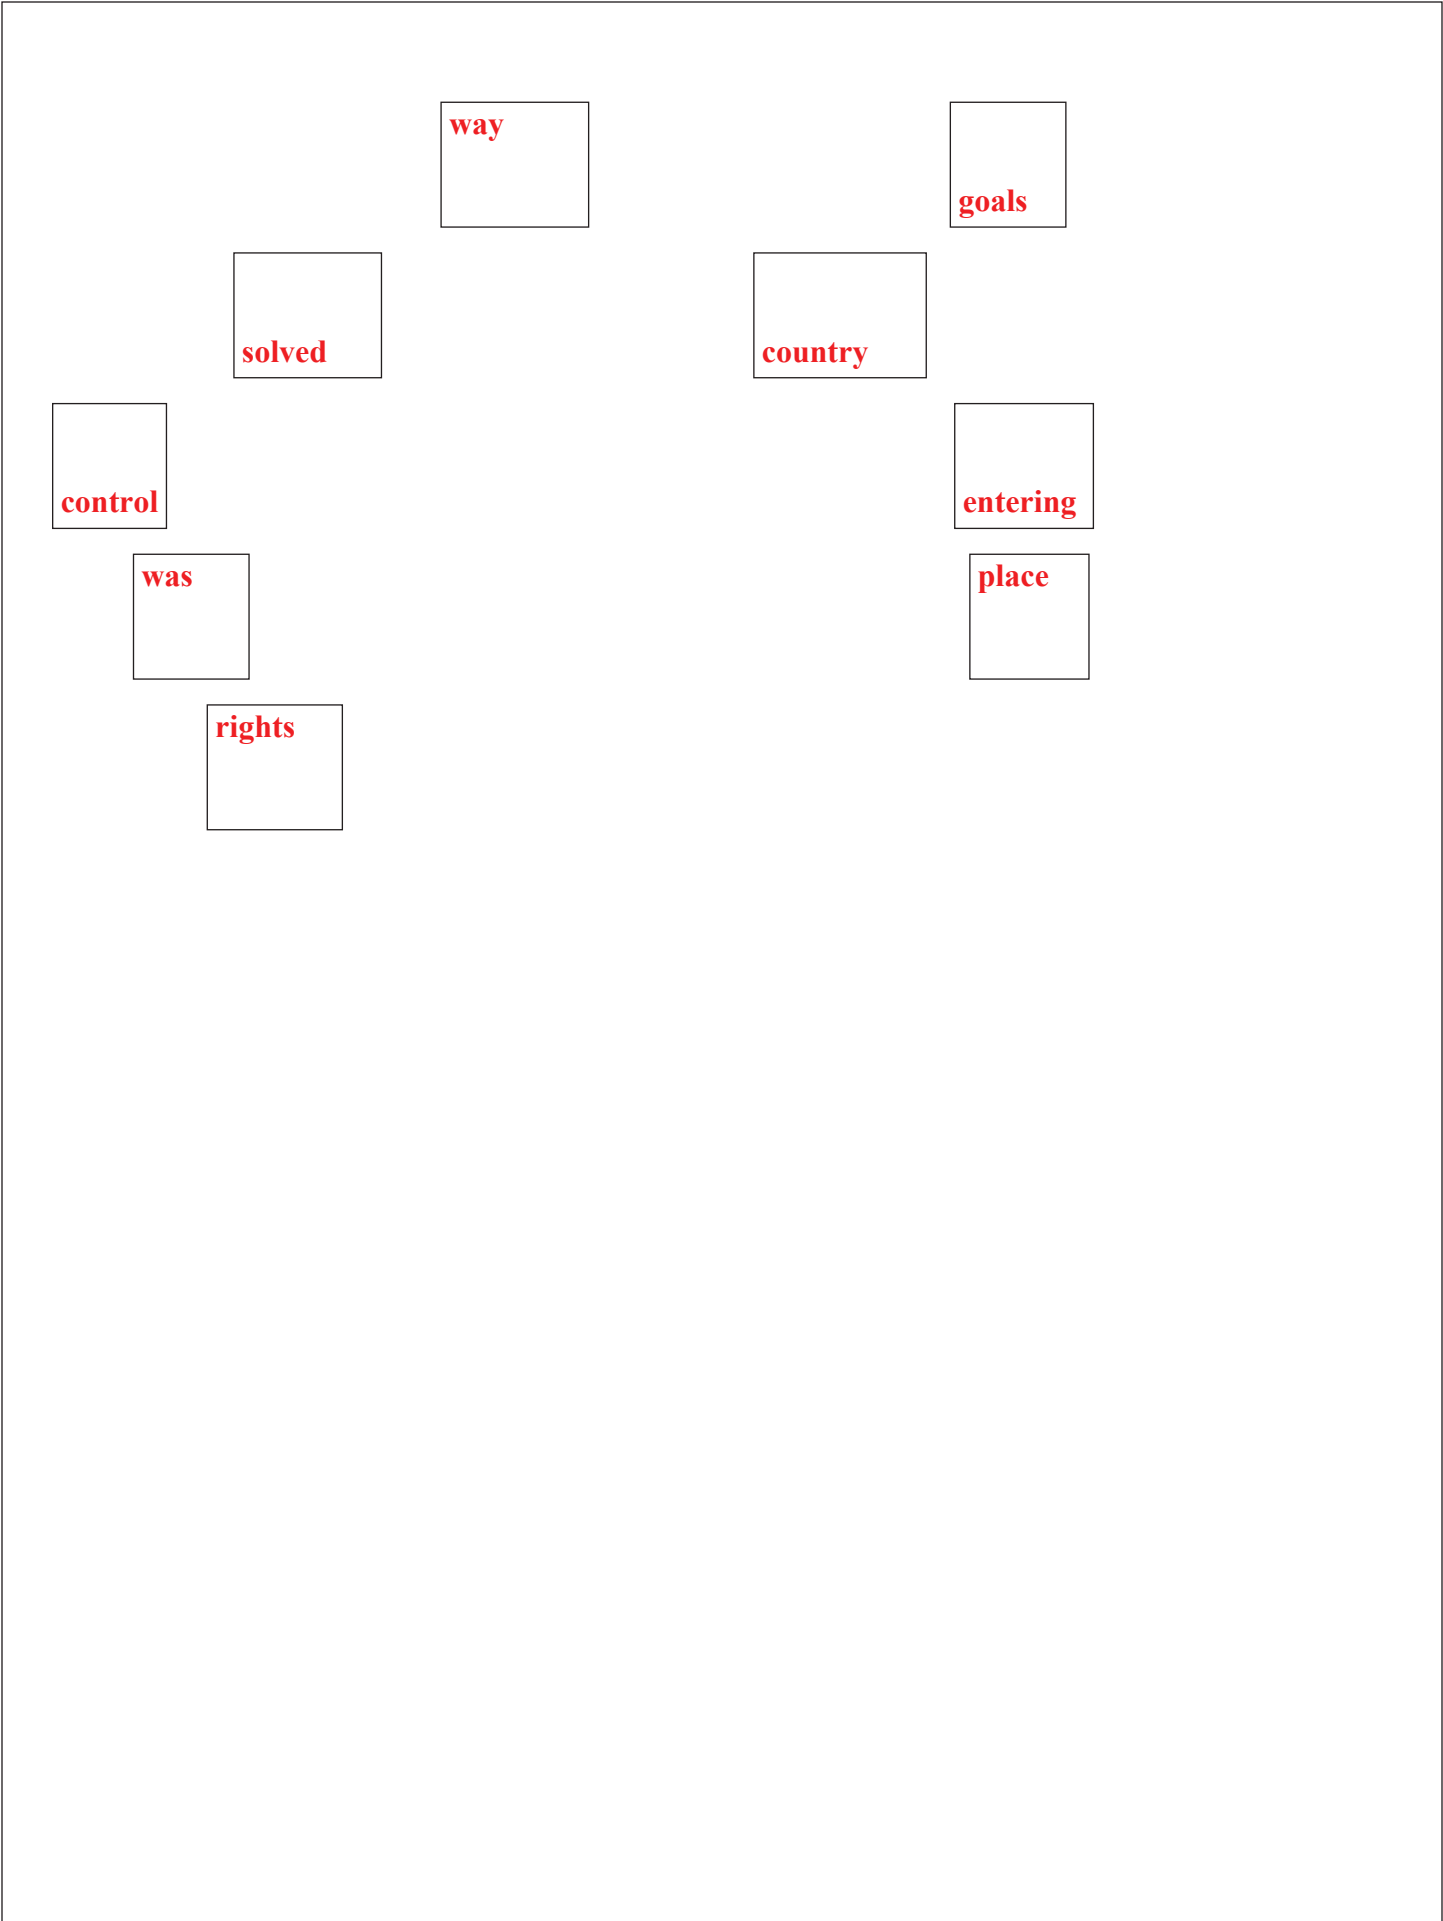 way
goals
solved
country
control
entering
was
place
rights